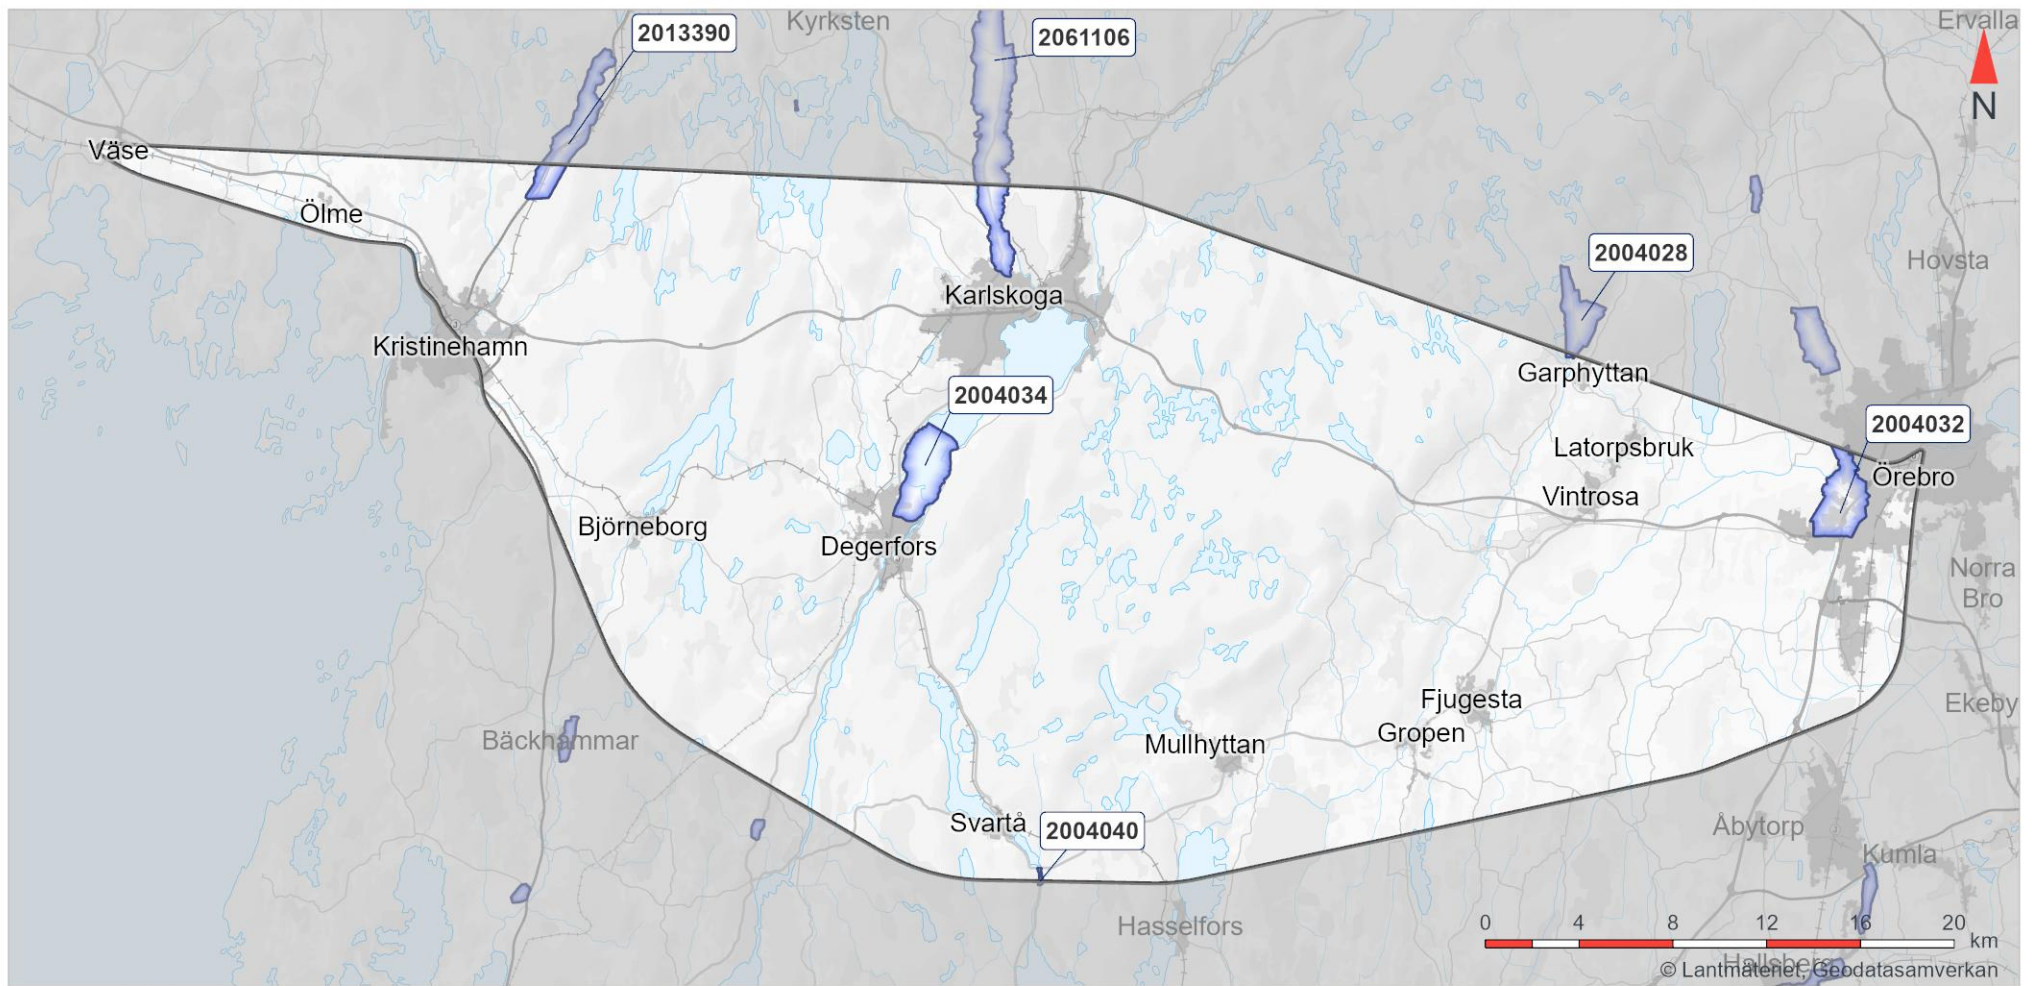 Kyrksten
Ervalla
2013390
2061106
N
Väse
Ölme
2004028
Hovsta
Karlskoga
Kristinehamn
Garphyttan
2004034
2004032
Latorpsbruk
Örebro
Vintrosa
Björneborg
Degerfors
Norra
Bro
Fjugesta
Ekeby
Gropen
Bäckhammar
Mullhyttan
Svartå
2004040
Åbytorp
Kumla
Hasselfors
0 4 8 12 16 20
km
Hallsberg
© Lantmäteriet, Geodatasamverkan